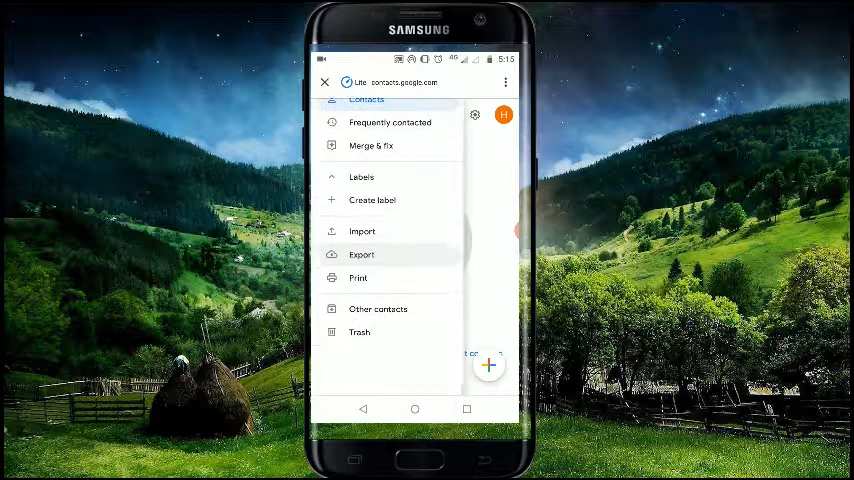 SAMSUNG
4G 5:15
Lite contacts.google.com
Contacts
H
Frequently contacted
Merge & fix
Labels
Create label
Import
Export
Print
Other contacts
Trash